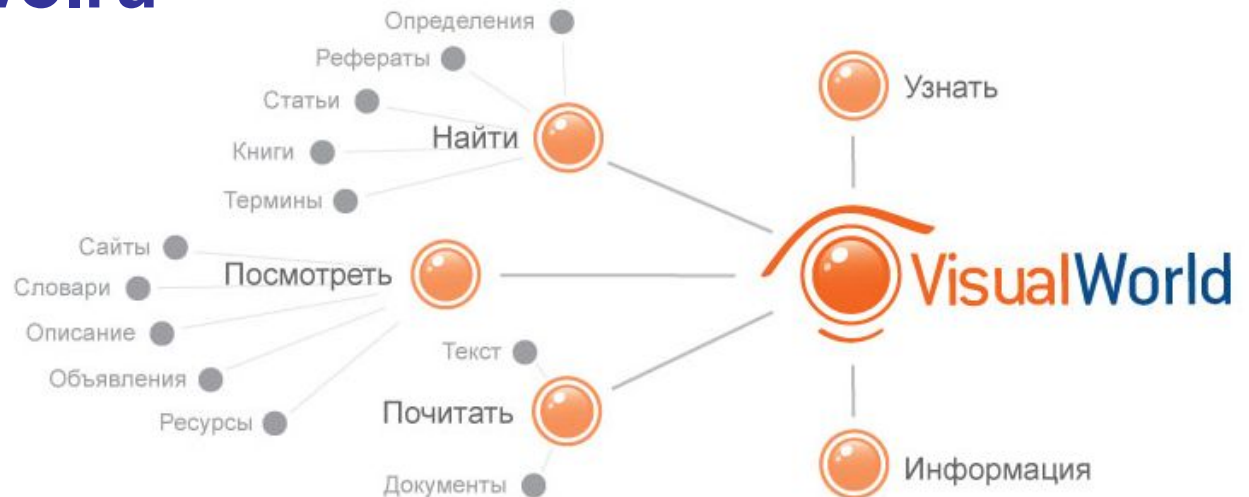 Определения
Рефераты
Статьи
Найти
Книги
Термины
Узнать
Сайты
Посмотреть
Словари
Описание
Объявления
Ресурсы
VisualWorld
Текст
Почитать
Документы
Информация